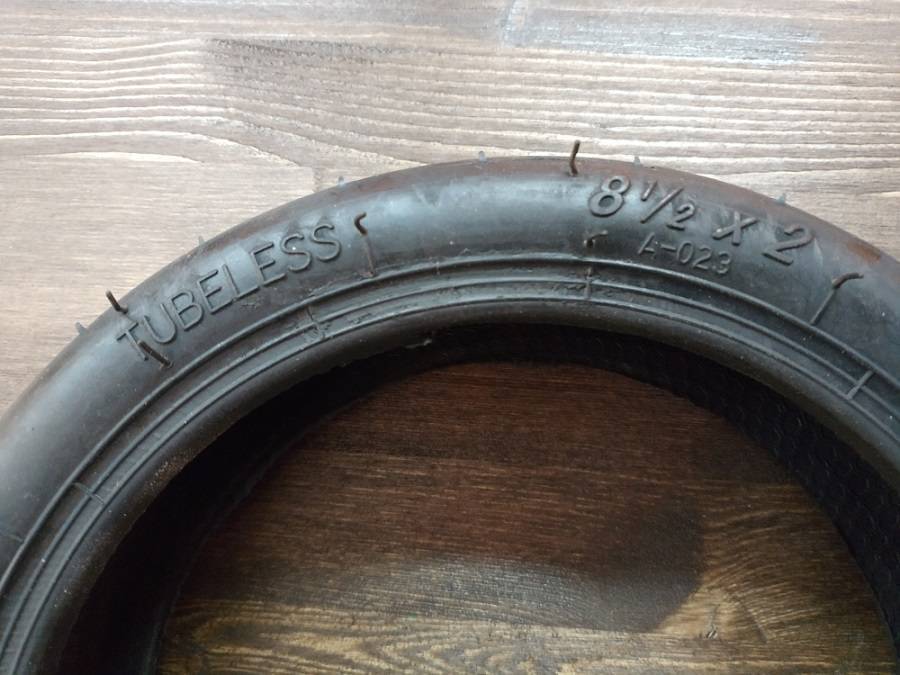 TUBELESS
8 1/2 X 2
A-023